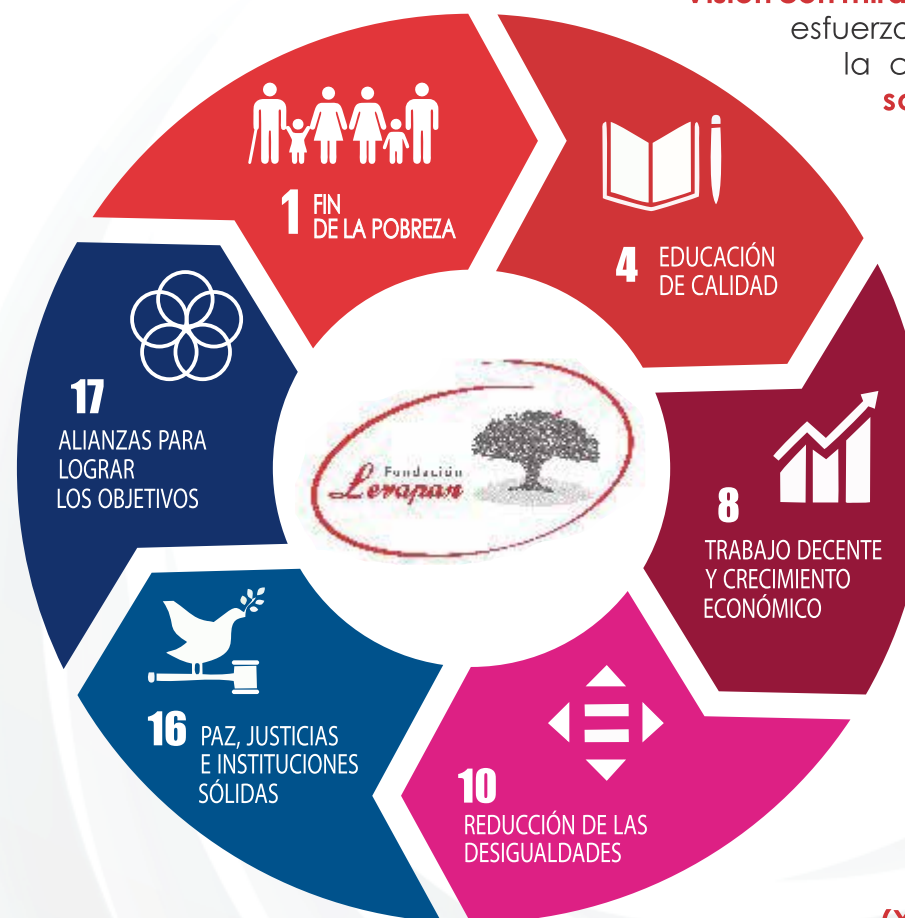 esfuerzo
la
1 FIN
DE LA POBREZA
4 EDUCACIÓN
DE CALIDAD
8
TRABAJO DECENTE
Y CRECIMIENTO
ECONÓMICO
10
REDUCCIÓN DE LAS
DESIGUALDADES
16 PAZ, JUSTICIAS
E INSTITUCIONES
SÓLIDAS
17
ALIANZAS PARA
LOGRAR
LOS OBJETIVOS
Fundación
Levapan